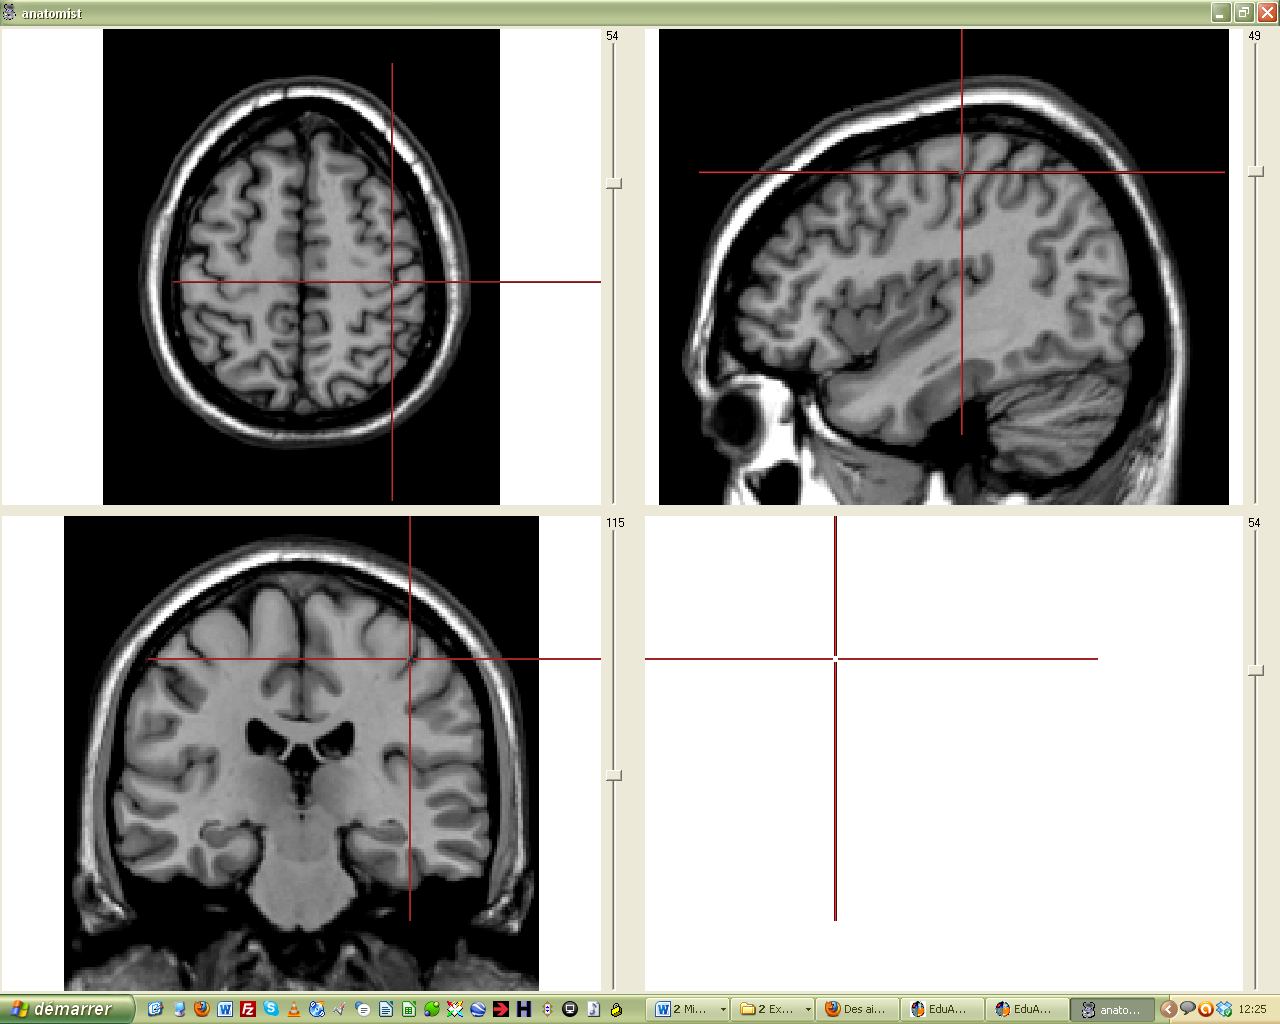 anatomist
54
49
115
54
démarrer
2 Mi...
2 Ex...
Des ai...
EduA...
EduA...
anato...
12:25